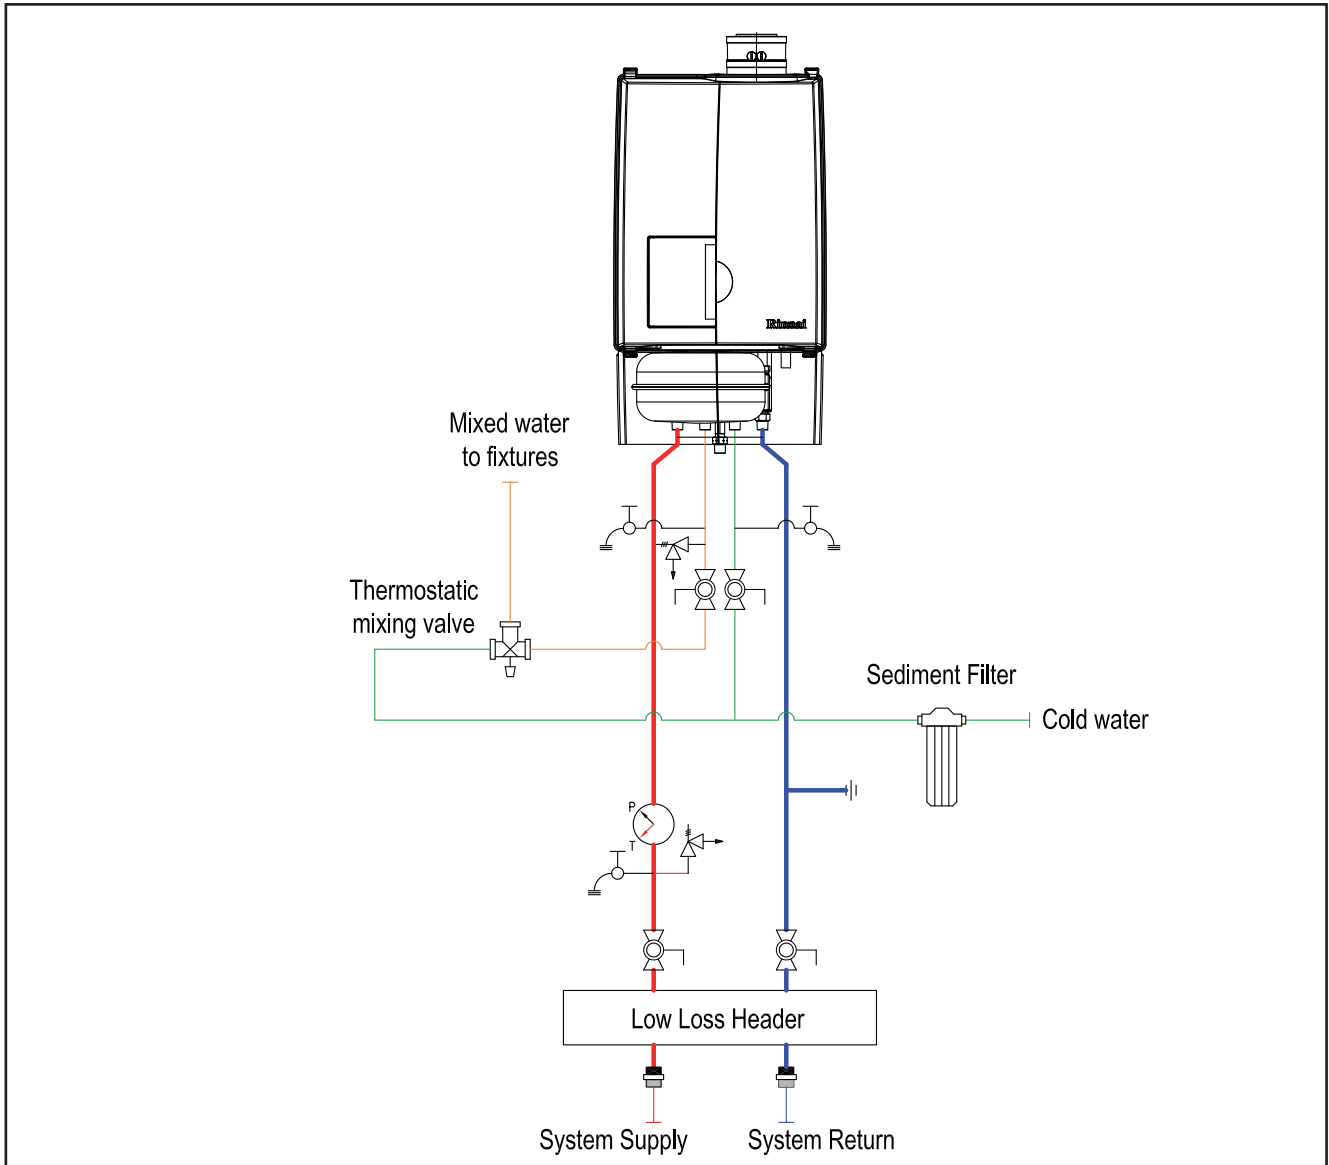 Rinnai
Mixed water
to fixtures
Thermostatic
mixing valve
Sediment Filter
Cold water
P
T
Low Loss Header
System Supply
System Return